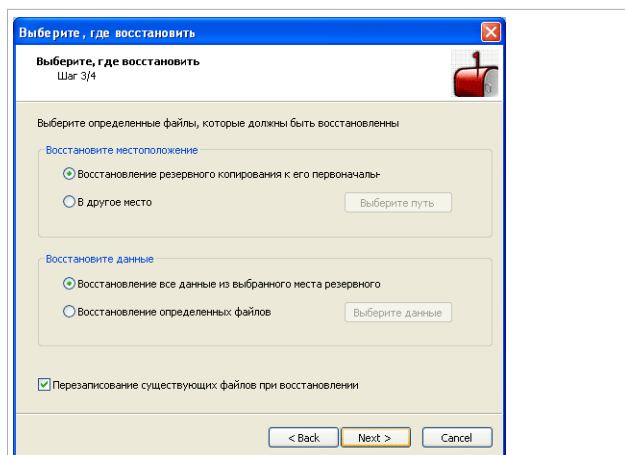 Выберите, где восстановить
Выберите, где восстановить
Шаг 3/4
Выберите определенные файлы, которые должны быть восстановленны
Восстановите местоположение
Восстановление резервного копирования к его первоначаль-
В другое место
Выберите путь
Восстановите данные
Восстановление все данные из выбранного места резервного
Восстановление определенных файлов
Выберите данные
Перезаписование существующих файлов при восстановлении
< Back Next > Cancel